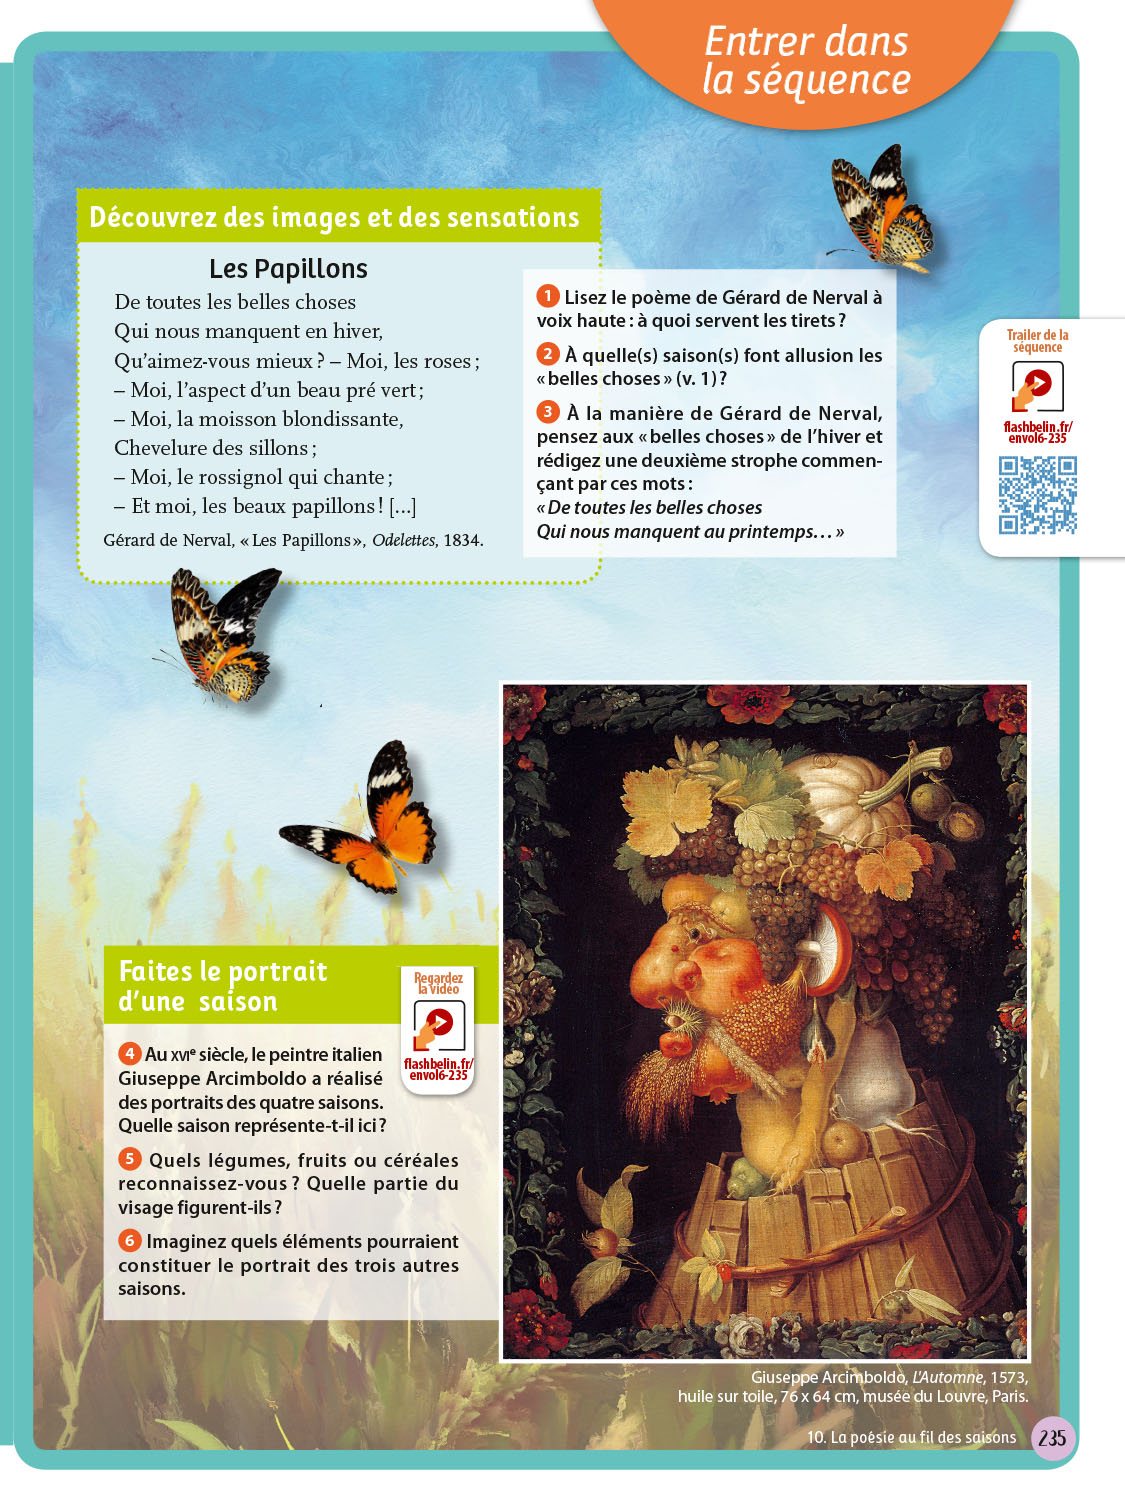 Entrer dans
la séquence
Découvrez des images et des sensations
Les Papillons
De toutes les belles choses
Qui nous manquent en hiver,
Qu'aimez-vous mieux ? – Moi, les roses ;
– Moi, l'aspect d'un beau pré vert ;
– Moi, la moisson blondissante,
Chevelure des sillons ;
– Moi, le rossignol qui chante ;
– Et moi, les beaux papillons ! [...]
Gérard de Nerval, « Les Papillons », Odelettes, 1834.
1 Lisez le poème de Gérard de Nerval à
voix haute : à quoi servent les tirets ?
2 À quelle(s) saison(s) font allusion les
« belles choses » (v. 1) ?
3 À la manière de Gérard de Nerval,
pensez aux « belles choses » de l'hiver et
rédigez une deuxième strophe commen-
çant par ces mots :
« De toutes les belles choses
Qui nous manquent au printemps... »
Trailer de la
séquence
flashbelin.fr/
envol6-235
Faites le portrait
d'une saison
Regardez
la vidéo
flashbelin.fr/
envol6-235
4 Au XVIe siècle, le peintre italien
Giuseppe Arcimboldo a réalisé
des portraits des quatre saisons.
Quelle saison représente-t-il ici ?
5 Quels légumes, fruits ou céréales
reconnaissez-vous ? Quelle partie du
visage figurent-ils ?
6 Imaginez quels éléments pourraient
constituer le portrait des trois autres
saisons.
Giuseppe Arcimboldo, L'Automne, 1573,
huile sur toile, 76 x 64 cm, musée du Louvre, Paris.
10. La poésie au fil des saisons 235